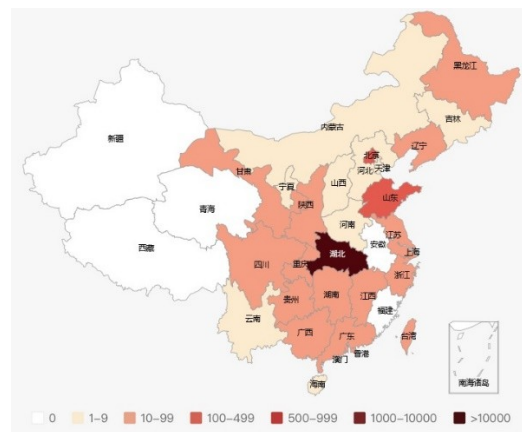 黑龙江
吉林
新疆
内蒙古
辽宁
北京
天津
河北
甘肃
宁夏
山西
山东
青海
陕西
河南
江苏
西藏
安徽
上海
湖北
四川
重庆
浙江
湖南
江西
贵州
福建
云南
台湾
广西
广东
香港
澳门
海南
南海诸岛
0 1-9 10-99 100-499 500-999 1000-10000 >10000